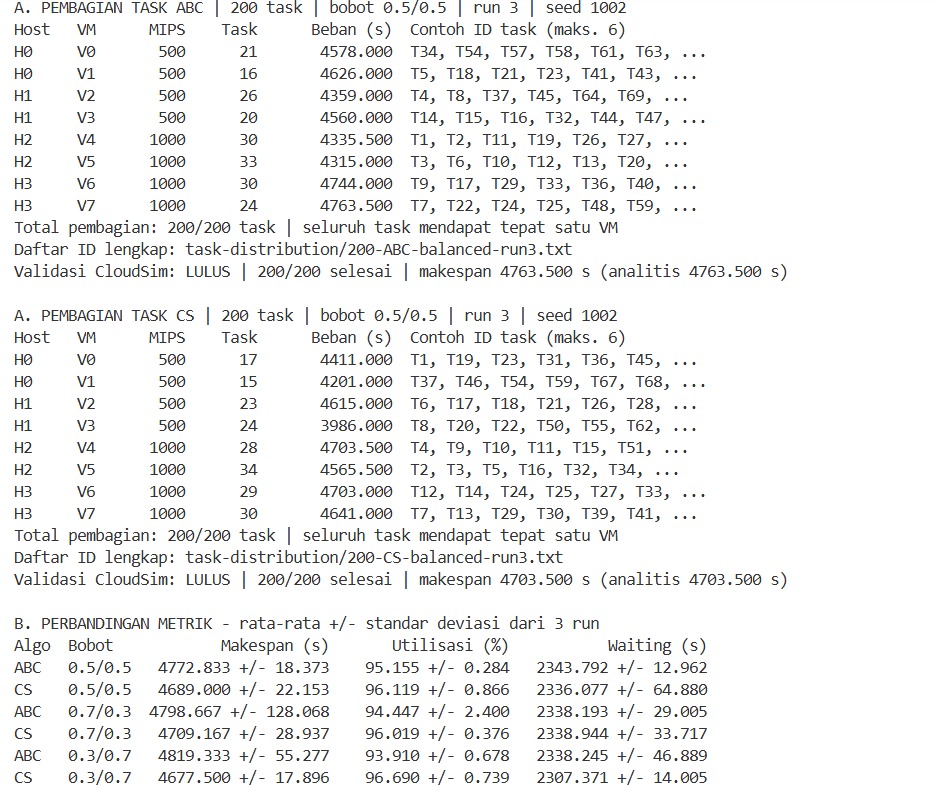 A. PEMBAGIAN TASK ABC | 200 task | bobot 0.5/0.5 | run 3 | seed 1002
Host VM MIPS Task Beban (s) Contoh ID task (maks. 6)
H0 V0 500 21 4578.000 T34, T54, T57, T58, T61, T63, ...
H0 V1 500 16 4626.000 T5, T18, T21, T23, T41, T43, ...
H1 V2 500 26 4359.000 T4, T8, T37, T45, T64, T69, ...
H1 V3 500 20 4560.000 T14, T15, T16, T32, T44, T47, ...
H2 V4 1000 30 4335.500 T1, T2, T11, T19, T26, T27, ...
H2 V5 1000 33 4315.000 T3, T6, T10, T12, T13, T20, ...
H3 V6 1000 30 4744.000 T9, T17, T29, T33, T36, T40, ...
H3 V7 1000 24 4763.500 T7, T22, T24, T25, T48, T59, ...
Total pembagian: 200/200 task | seluruh task mendapat tepat satu VM
Daftar ID lengkap: task-distribution/200-ABC-balanced-run3.txt
Validasi CloudSim: LULUS | 200/200 selesai | makespan 4763.500 s (analitis 4763.500 s)
A. PEMBAGIAN TASK CS | 200 task | bobot 0.5/0.5 | run 3 | seed 1002
Host VM MIPS Task Beban (s) Contoh ID task (maks. 6)
H0 V0 500 17 4411.000 T1, T19, T23, T31, T36, T45, ...
H0 V1 500 15 4201.000 T37, T46, T54, T59, T67, T68, ...
H1 V2 500 23 4615.000 T6, T17, T18, T21, T26, T28, ...
H1 V3 500 24 3986.000 T8, T20, T22, T50, T55, T62, ...
H2 V4 1000 28 4703.500 T4, T9, T10, T11, T15, T51, ...
H2 V5 1000 34 4565.500 T2, T3, T5, T16, T32, T34, ...
H3 V6 1000 29 4703.000 T12, T14, T24, T25, T27, T33, ...
H3 V7 1000 30 4641.000 T7, T13, T29, T30, T39, T41, ...
Total pembagian: 200/200 task | seluruh task mendapat tepat satu VM
Daftar ID lengkap: task-distribution/200-CS-balanced-run3.txt
Validasi CloudSim: LULUS | 200/200 selesai | makespan 4703.500 s (analitis 4703.500 s)
B. PERBANDINGAN METRIK - rata-rata +/- standar deviasi dari 3 run
Algo Bobot Makespan (s) Utilisasi (%) Waiting (s)
ABC 0.5/0.5 4772.833 +/- 18.373 95.155 +/- 0.284 2343.792 +/- 12.962
CS 0.5/0.5 4689.000 +/- 22.153 96.119 +/- 0.866 2336.077 +/- 64.880
ABC 0.7/0.3 4798.667 +/- 128.068 94.447 +/- 2.400 2338.193 +/- 29.005
CS 0.7/0.3 4709.167 +/- 28.937 96.019 +/- 0.376 2338.944 +/- 33.717
ABC 0.3/0.7 4819.333 +/- 55.277 93.910 +/- 0.678 2338.245 +/- 46.889
CS 0.3/0.7 4677.500 +/- 17.896 96.690 +/- 0.739 2307.371 +/- 14.005